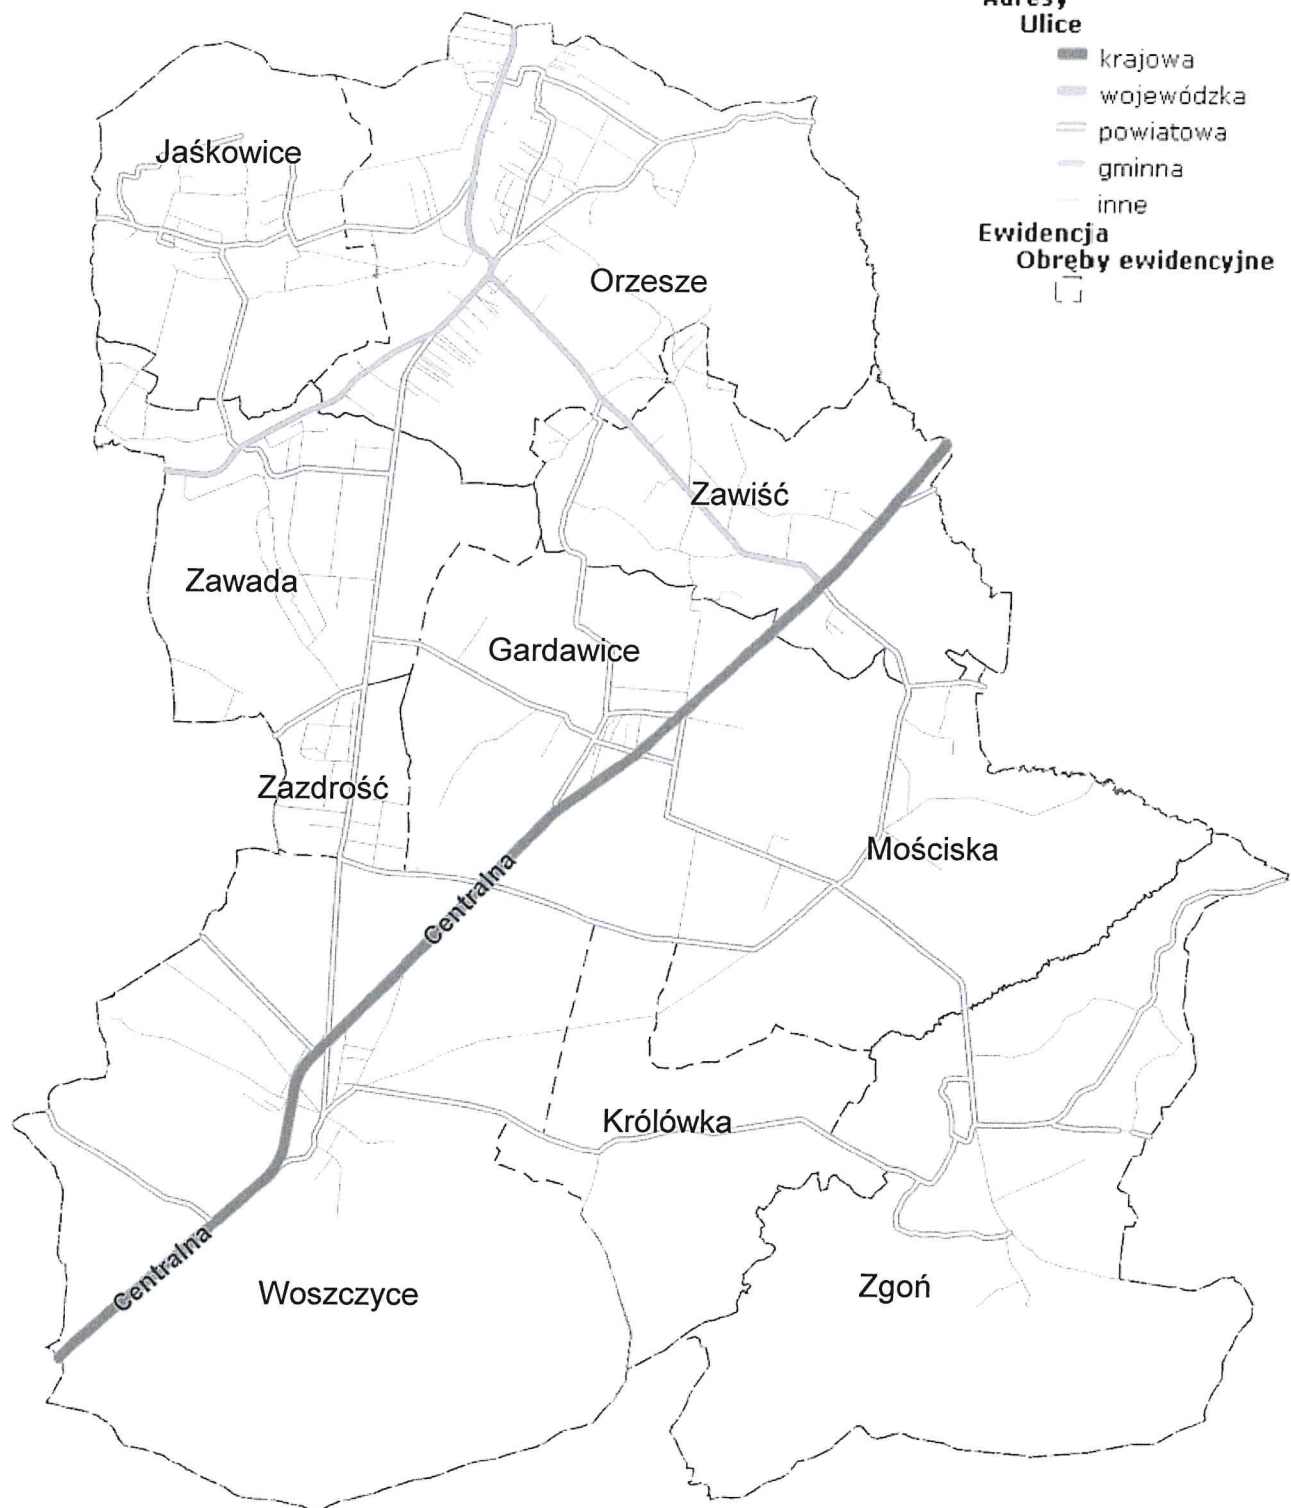 Adresy
Ulice
krajowa
wojewódzka
powiatowa
gminna
inne
Ewidencja
Obręby ewidencyjne
Jaśkowice
Orzesze
Zawiść
Zawada
Gardawice
Zazdrość
Mościska
Centralna
Królówka
Centralna
Woszczyce
Zgoń